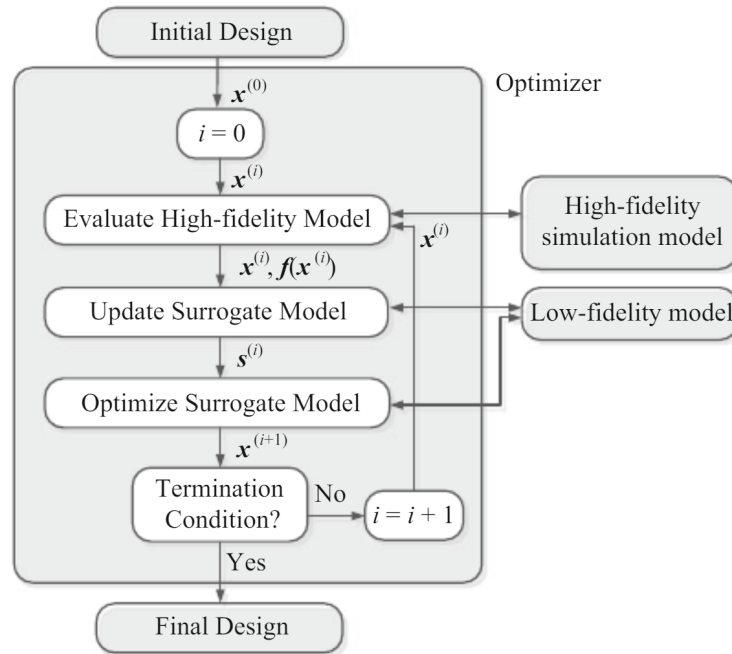 Initial Design
Optimizer
x^(0)
i = 0
x^(i)
Evaluate High-fidelity Model
High-fidelity
simulation model
x^(i)
x^(i), f(x^(i))
Update Surrogate Model
Low-fidelity model
s^(i)
Optimize Surrogate Model
x^(i+1)
Termination
Condition?
No
i = i + 1
Yes
Final Design